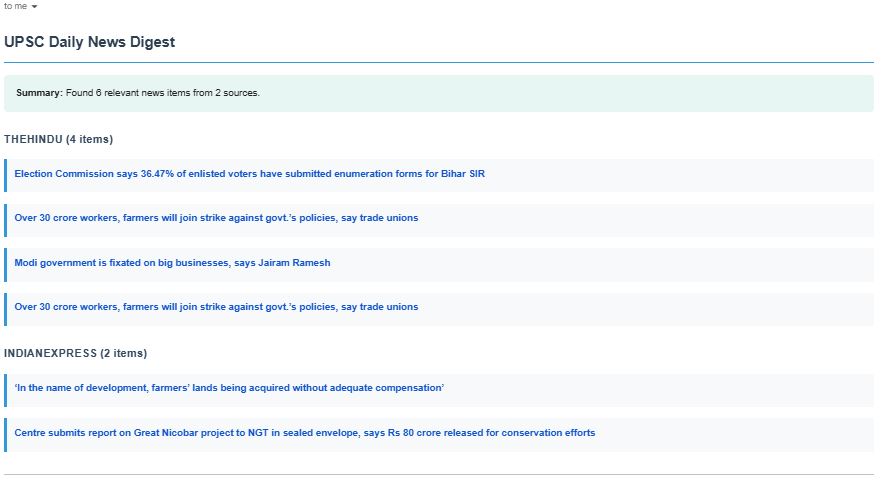 to me
UPSC Daily News Digest
Summary: Found 6 relevant news items from 2 sources.
THEHINDU (4 items)
Election Commission says 36.47% of enlisted voters have submitted enumeration forms for Bihar SIR
Over 30 crore workers, farmers will join strike against govt.’s policies, say trade unions
Modi government is fixated on big businesses, says Jairam Ramesh
Over 30 crore workers, farmers will join strike against govt.’s policies, say trade unions
INDIANEXPRESS (2 items)
‘In the name of development, farmers’ lands being acquired without adequate compensation’
Centre submits report on Great Nicobar project to NGT in sealed envelope, says Rs 80 crore released for conservation efforts